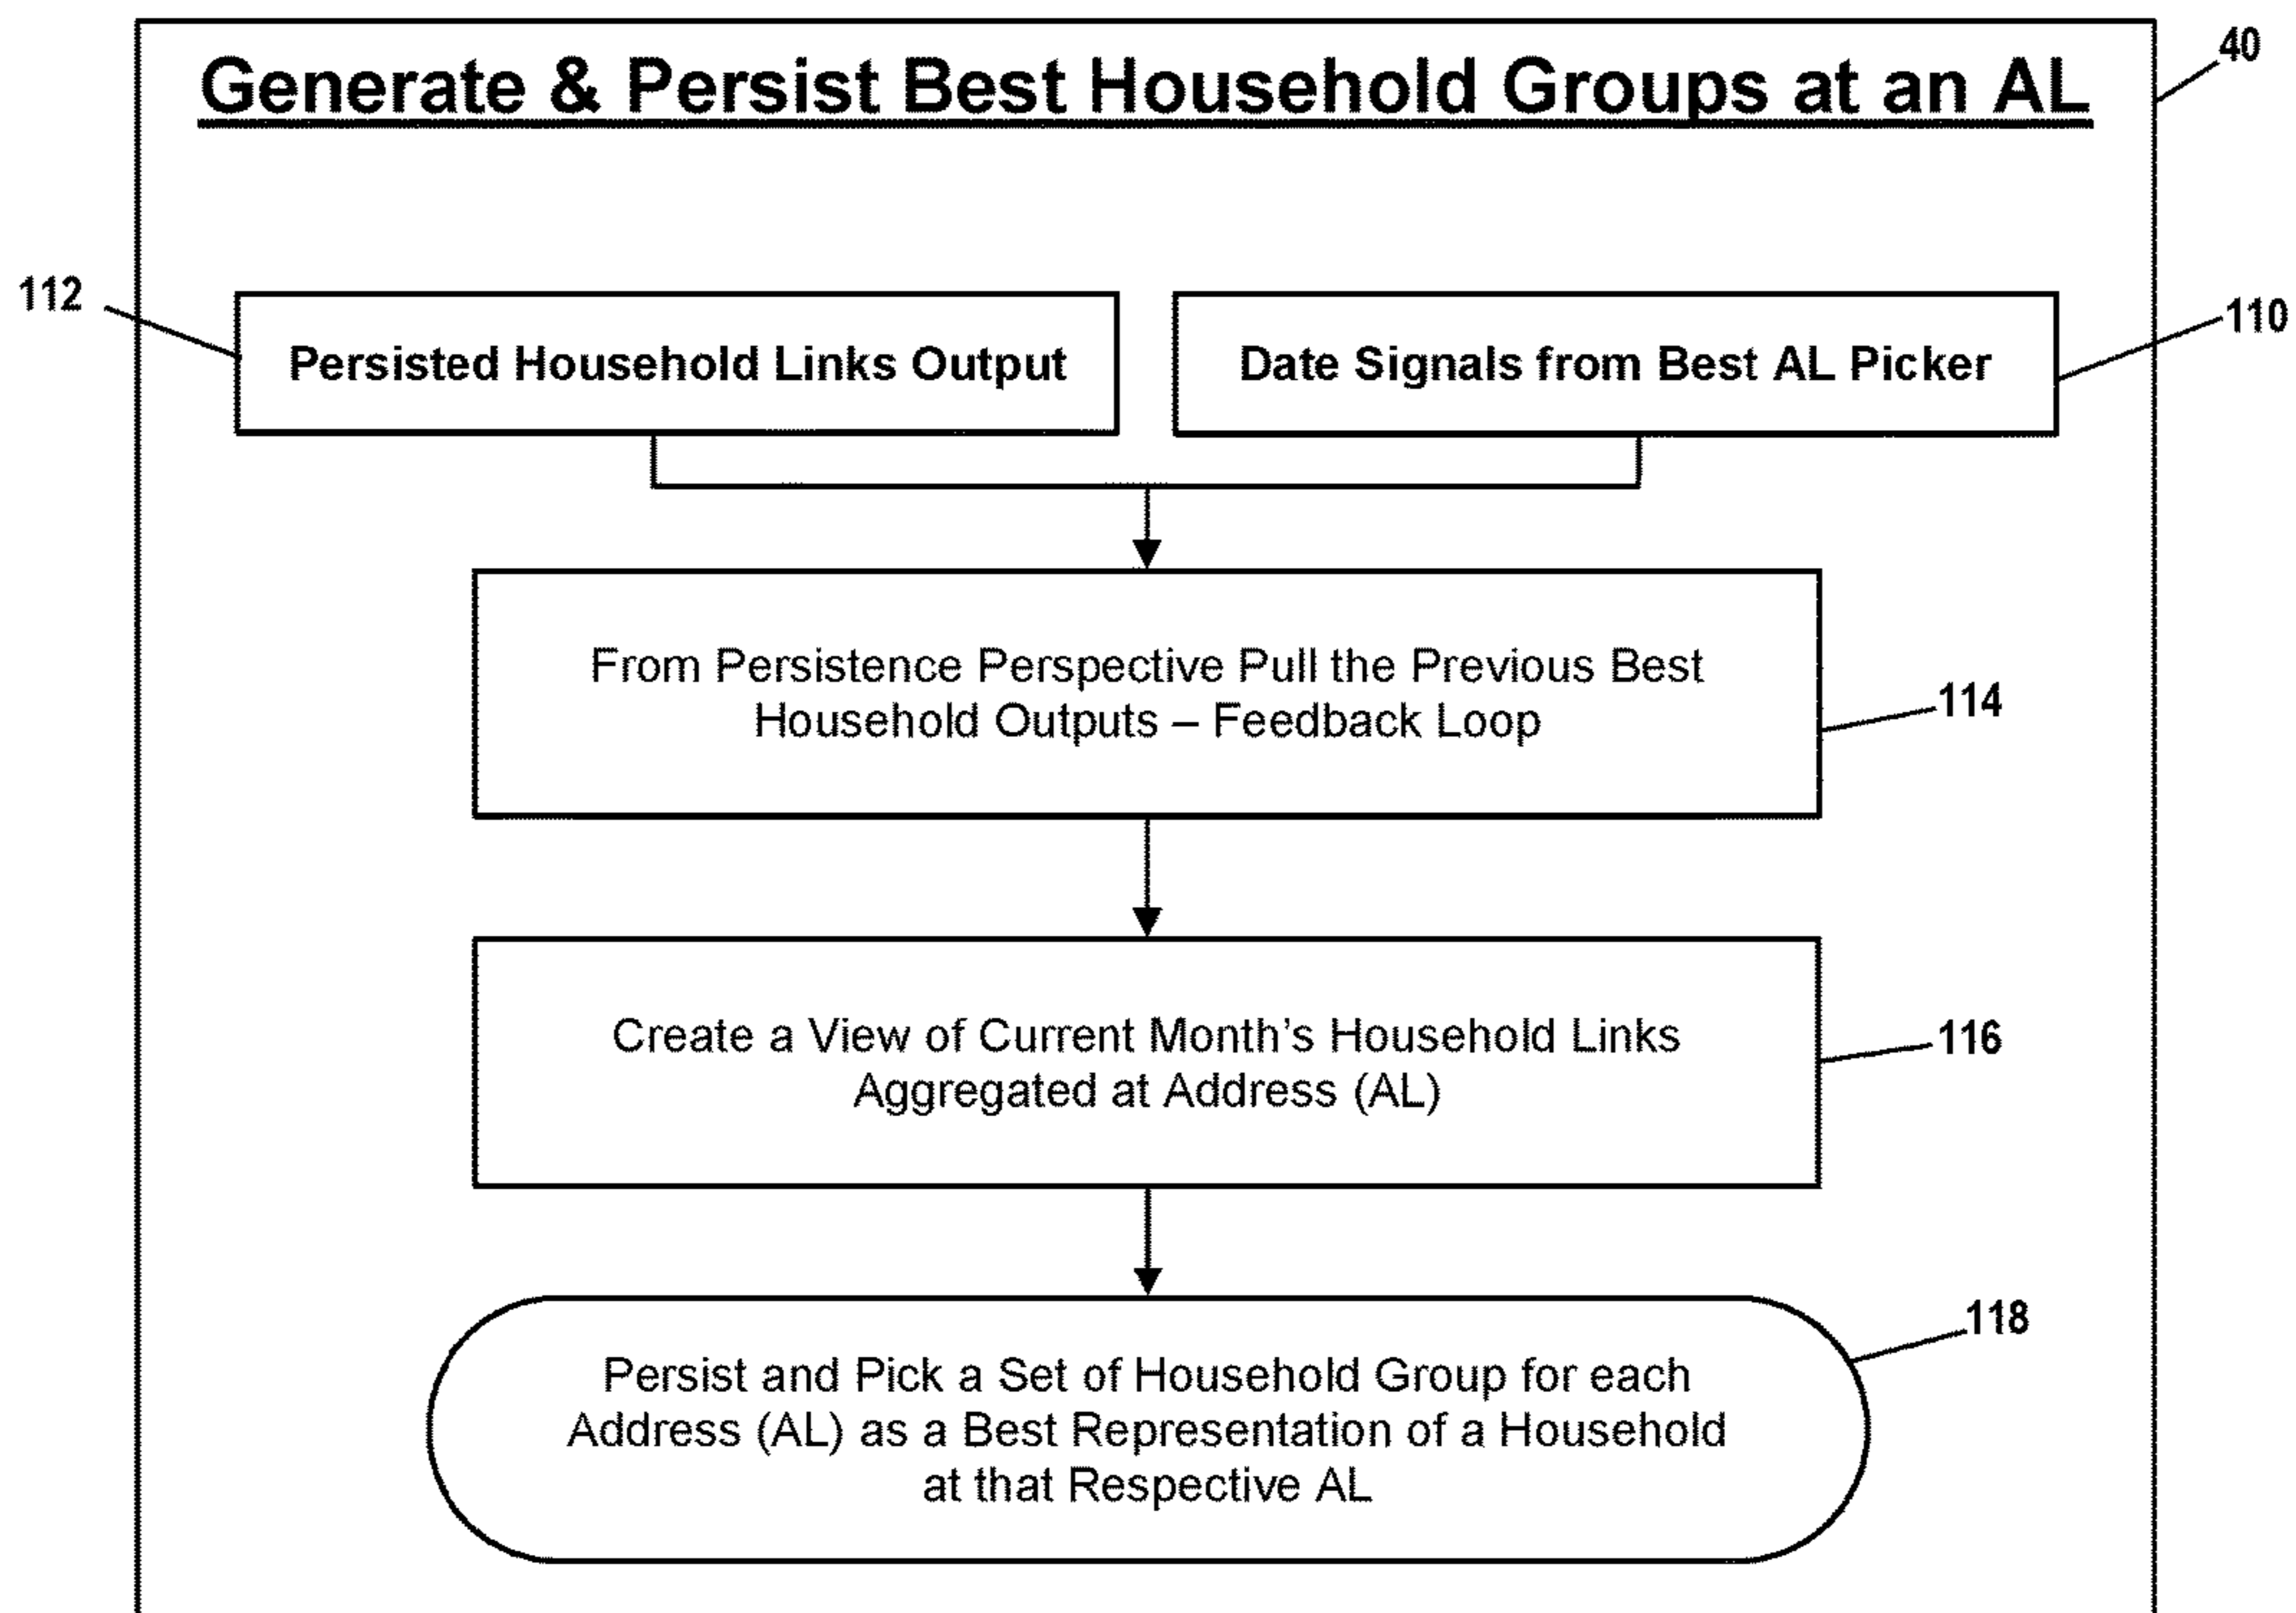 40
Generate & Persist Best Household Groups at an AL
112
Persisted Household Links Output
Date Signals from Best AL Picker
110
From Persistence Perspective Pull the Previous Best
Household Outputs – Feedback Loop
114
Create a View of Current Month's Household Links
Aggregated at Address (AL)
116
118
Persist and Pick a Set of Household Group for each
Address (AL) as a Best Representation of a Household
at that Respective AL